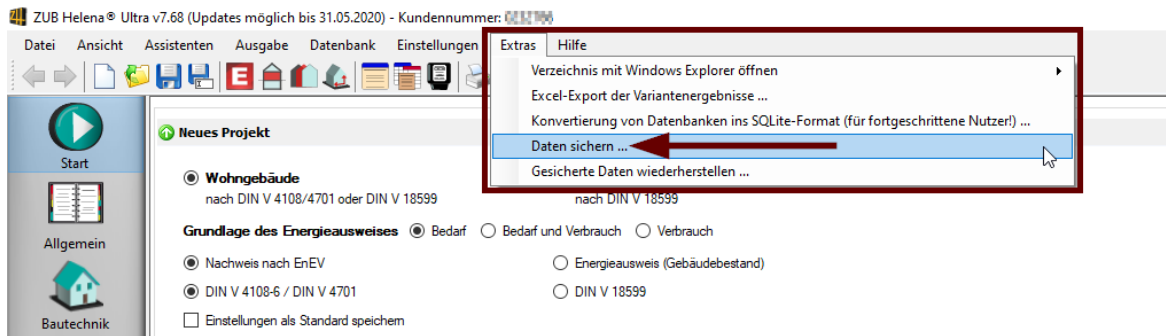 ZUB Helena® Ultra v7.68 (Updates möglich bis 31.05.2020) - Kundennummer:
Datei Ansicht Assistenten Ausgabe Datenbank Einstellungen Extras Hilfe
Verzeichnis mit Windows Explorer öffnen
Excel-Export der Variantenergebnisse ...
Konvertierung von Datenbanken ins SQLite-Format (für fortgeschrittene Nutzer!) ...
Daten sichern ...
Gesicherte Daten wiederherstellen ...
Start
Allgemein
Bautechnik
Neues Projekt
Wohngebäude
nach DIN V 4108/4701 oder DIN V 18599 nach DIN V 18599
Grundlage des Energieausweises Bedarf Bedarf und Verbrauch Verbrauch
Nachweis nach EnEV Energieausweis (Gebäudebestand)
DIN V 4108-6 / DIN V 4701 DIN V 18599
Einstellungen als Standard speichern